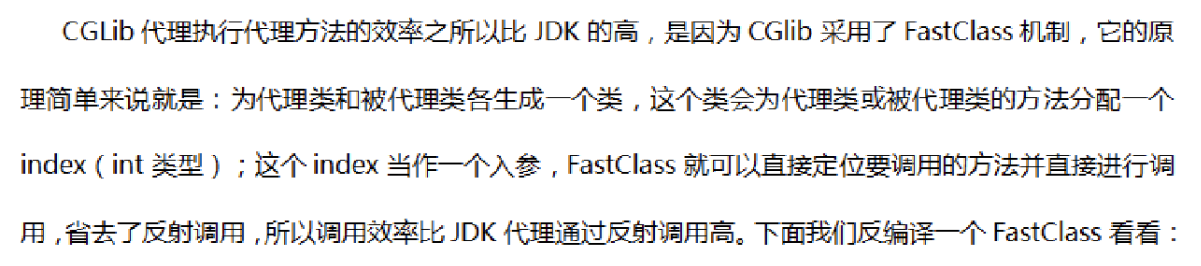 CGLib 代理执行代理方法的效率之所以比 JDK 的高，是因为 CGlib 采用了 FastClass 机制，它的原
理简单来说就是：为代理类和被代理类各生成一个类，这个类会为代理类或被代理类的方法分配一个
index（int 类型）；这个 index 当作一个入参，FastClass 就可以直接定位要调用的方法并直接进行调
用，省去了反射调用，所以调用效率比 JDK 代理通过反射调用高。下面我们反编译一个 FastClass 看看：